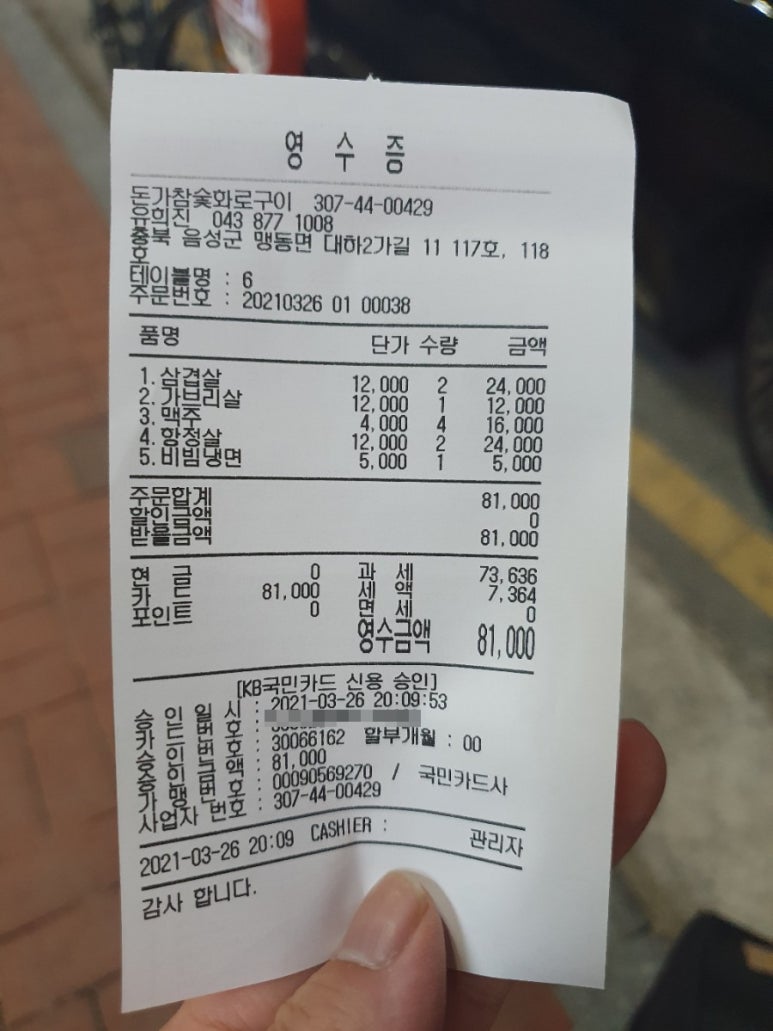 영 수 증
돈가참숯화로구이 307-44-00429
유희진 043 877 1008
충북 음성군 맹동면 대하2가길 11 117호, 118
호
테이블명 : 6
주문번호 : 20210326 01 00038
품명 단가 수량 금액
1. 삼겹살 12,000 2 24,000
2. 가브리살 12,000 1 12,000
3. 맥주 4,000 4 16,000
4. 항정살 12,000 2 24,000
5. 비빔냉면 5,000 1 5,000
주문합계 81,000
할인금액 0
받을금액 81,000
현 금 0 과 세 73,636
카 드 81,000 세 액 7,364
포인트 0 면 세 0
영수금액 81,000
[KB국민카드 신용 승인]
승 인 일 시 : 2021-03-26 20:09:53
카 드 번 호 :
승 인 번 호 : 30066162 할부개월 : 00
승 인 금 액 : 81,000
가 맹 번 호 : 00090569270 / 국민카드사
사업자 번호 : 307-44-00429
2021-03-26 20:09 CASHIER : 관리자
감사 합니다.